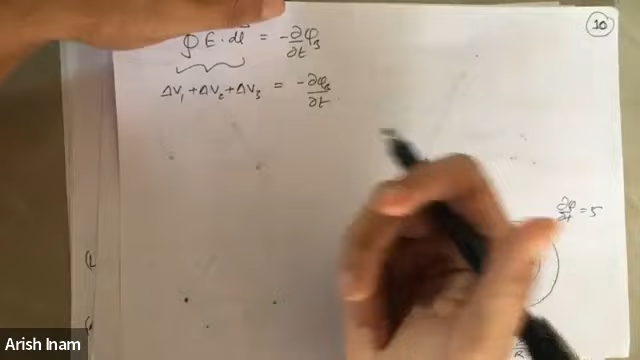 10
∮ E · dl = -∂φ_B/∂t
ΔV₁ + ΔV₂ + ΔV₃ = -∂φ_B/∂t
∂φ/∂t = 5
R
Arish Inam